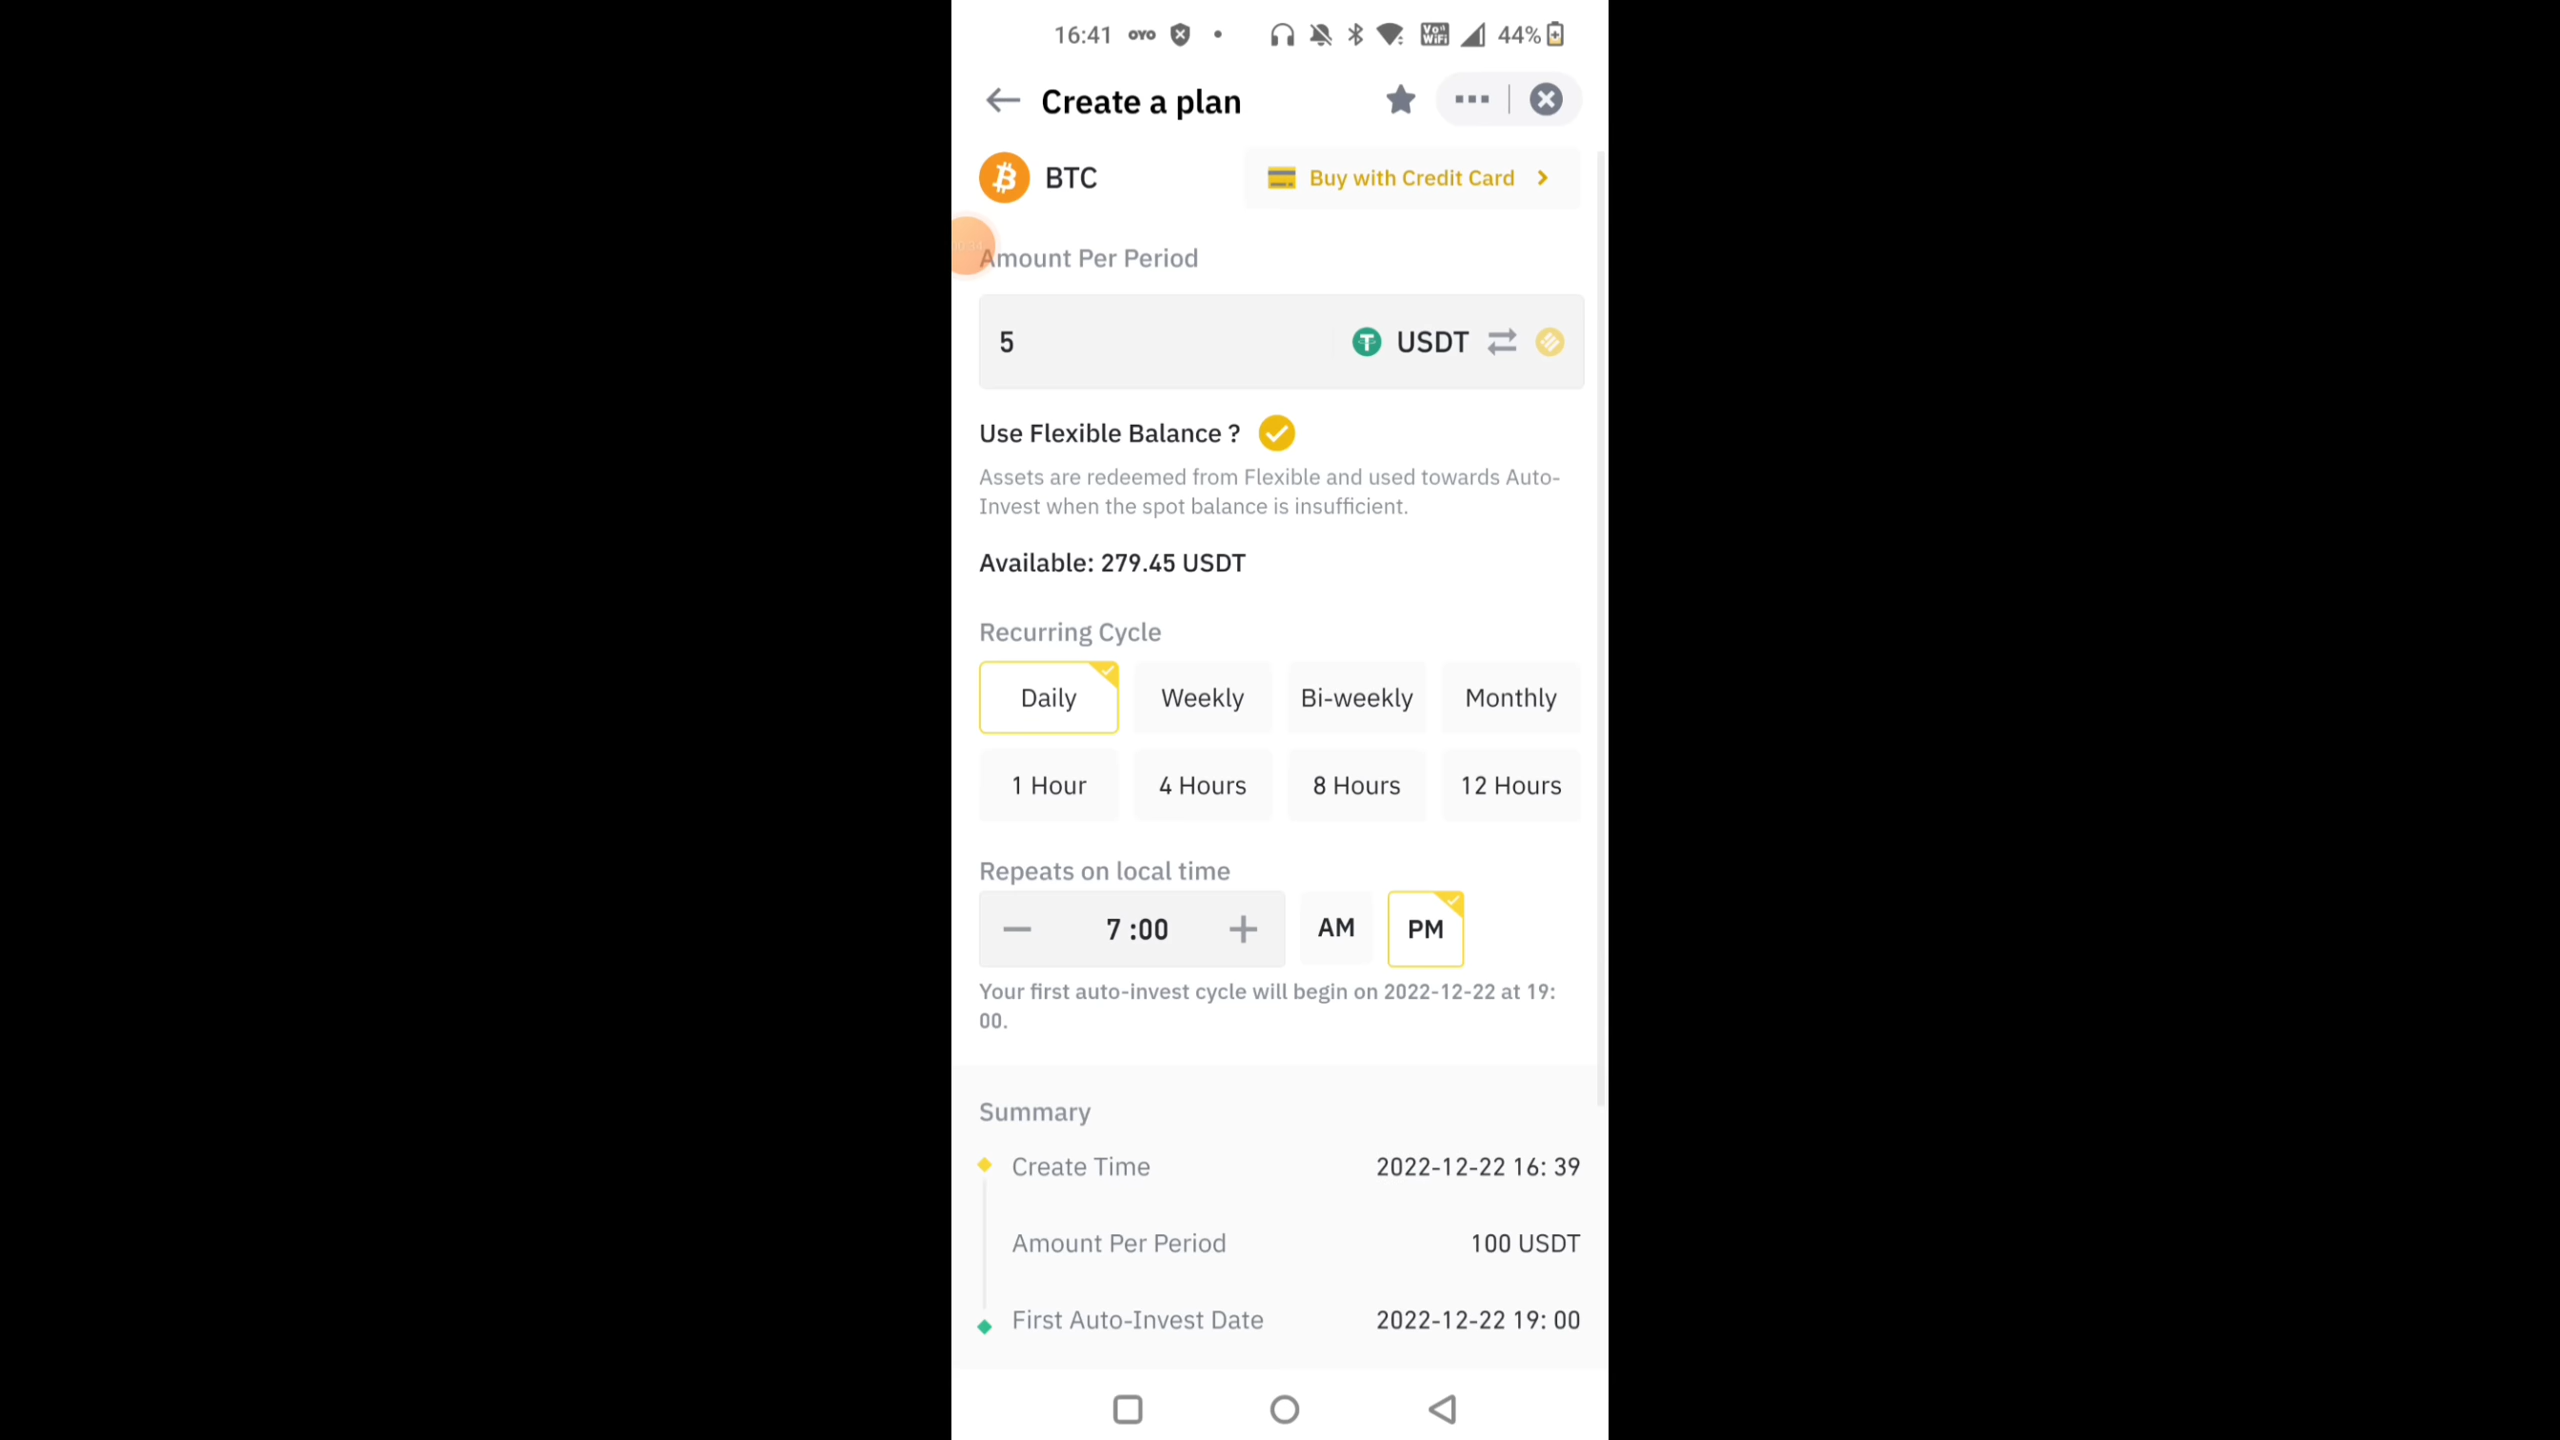 16:41 OYO Vo)) WiFi 44%
Create a plan
BTC
Buy with Credit Card
00:34
Amount Per Period
5 USDT
Use Flexible Balance ?
Assets are redeemed from Flexible and used towards Auto-
Invest when the spot balance is insufficient.
Available: 279.45 USDT
Recurring Cycle
Daily Weekly Bi-weekly Monthly
1 Hour 4 Hours 8 Hours 12 Hours
Repeats on local time
7 :00 AM PM
Your first auto-invest cycle will begin on 2022-12-22 at 19:
00.
Summary
Create Time 2022-12-22 16: 39
Amount Per Period 100 USDT
First Auto-Invest Date 2022-12-22 19: 00